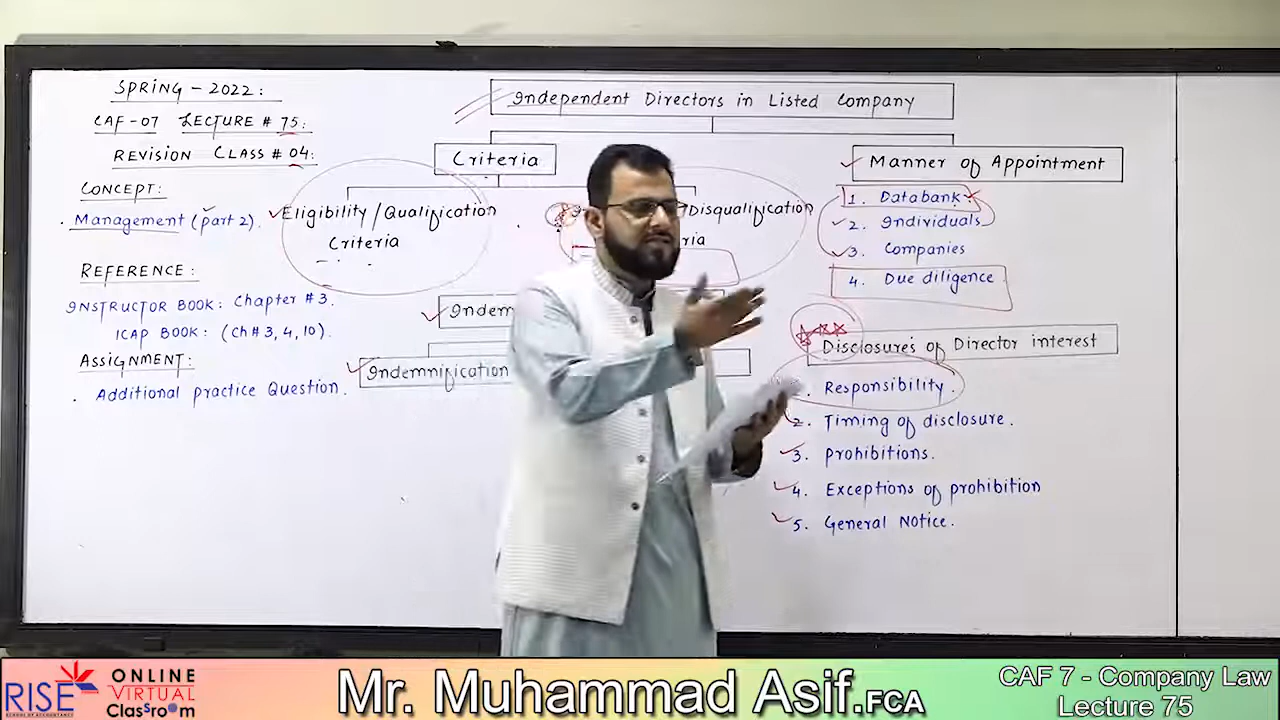 SPRING - 2022:
CAF - 07 LECTURE # 75:
REVISION CLASS # 04:
CONCEPT:
. Management (part 2).
REFERENCE:
INSTRUCTOR BOOK: Chapter # 3.
ICAP BOOK: (Ch # 3, 4, 10).
ASSIGNMENT:
. Additional practice Question.
Independent Directors in Listed Company
Criteria
Eligibility / Qualification
Criteria
Disqualification
Manner of Appointment
1. Databank
2. Individuals
3. Companies
4. Due diligence
Indemnification
Disclosure's of Director interest
. Responsibility.
2. Timing of disclosure.
3. prohibitions.
4. Exceptions of prohibition
5. General Notice.
RISE
SCHOOL OF ACCOUNTANCY
ONLINE
VIRTUAL
Classroom
Mr. Muhammad Asif.FCA
CAF 7 - Company Law
Lecture 75